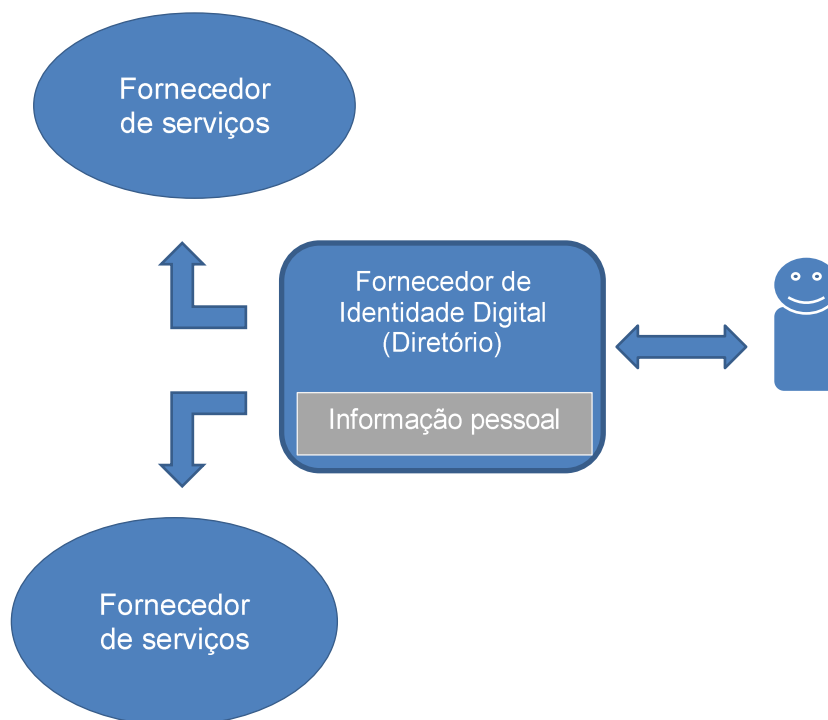 Fornecedor
de serviços
Fornecedor de
Identidade Digital
(Diretório)
Informação pessoal
Fornecedor
de serviços